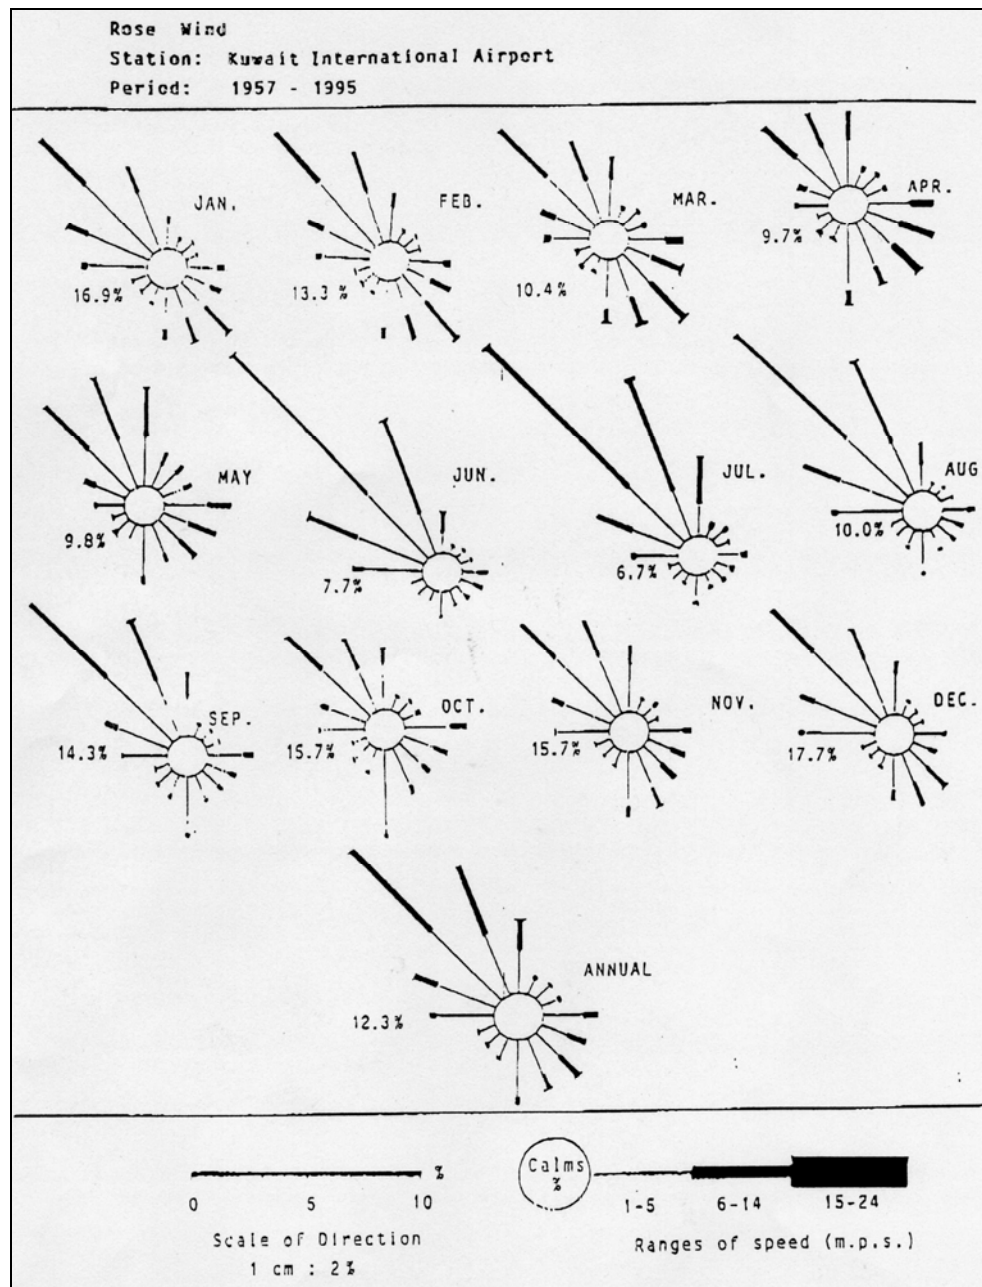 Rose Wind
Station: Kuwait International Airport
Period: 1957 - 1995
JAN.
FEB.
MAR.
APR.
16.9%
13.3 %
10.4%
9.7%
MAY
JUN.
JUL.
AUG
9.8%
7.7%
6.7%
10.0%
SEP.
OCT.
NOV.
DEC.
14.3%
15.7%
15.7%
17.7%
ANNUAL
12.3%
%
0 5 10
Scale of Direction
1 cm : 2%
Calms
%
1-5 6-14 15-24
Ranges of speed (m.p.s.)